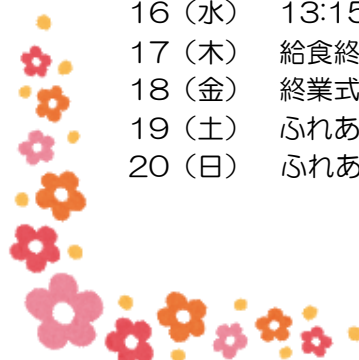 16（水） 13:15
17（木） 給食終
18（金） 終業式
19（土） ふれあ
20（日） ふれあ